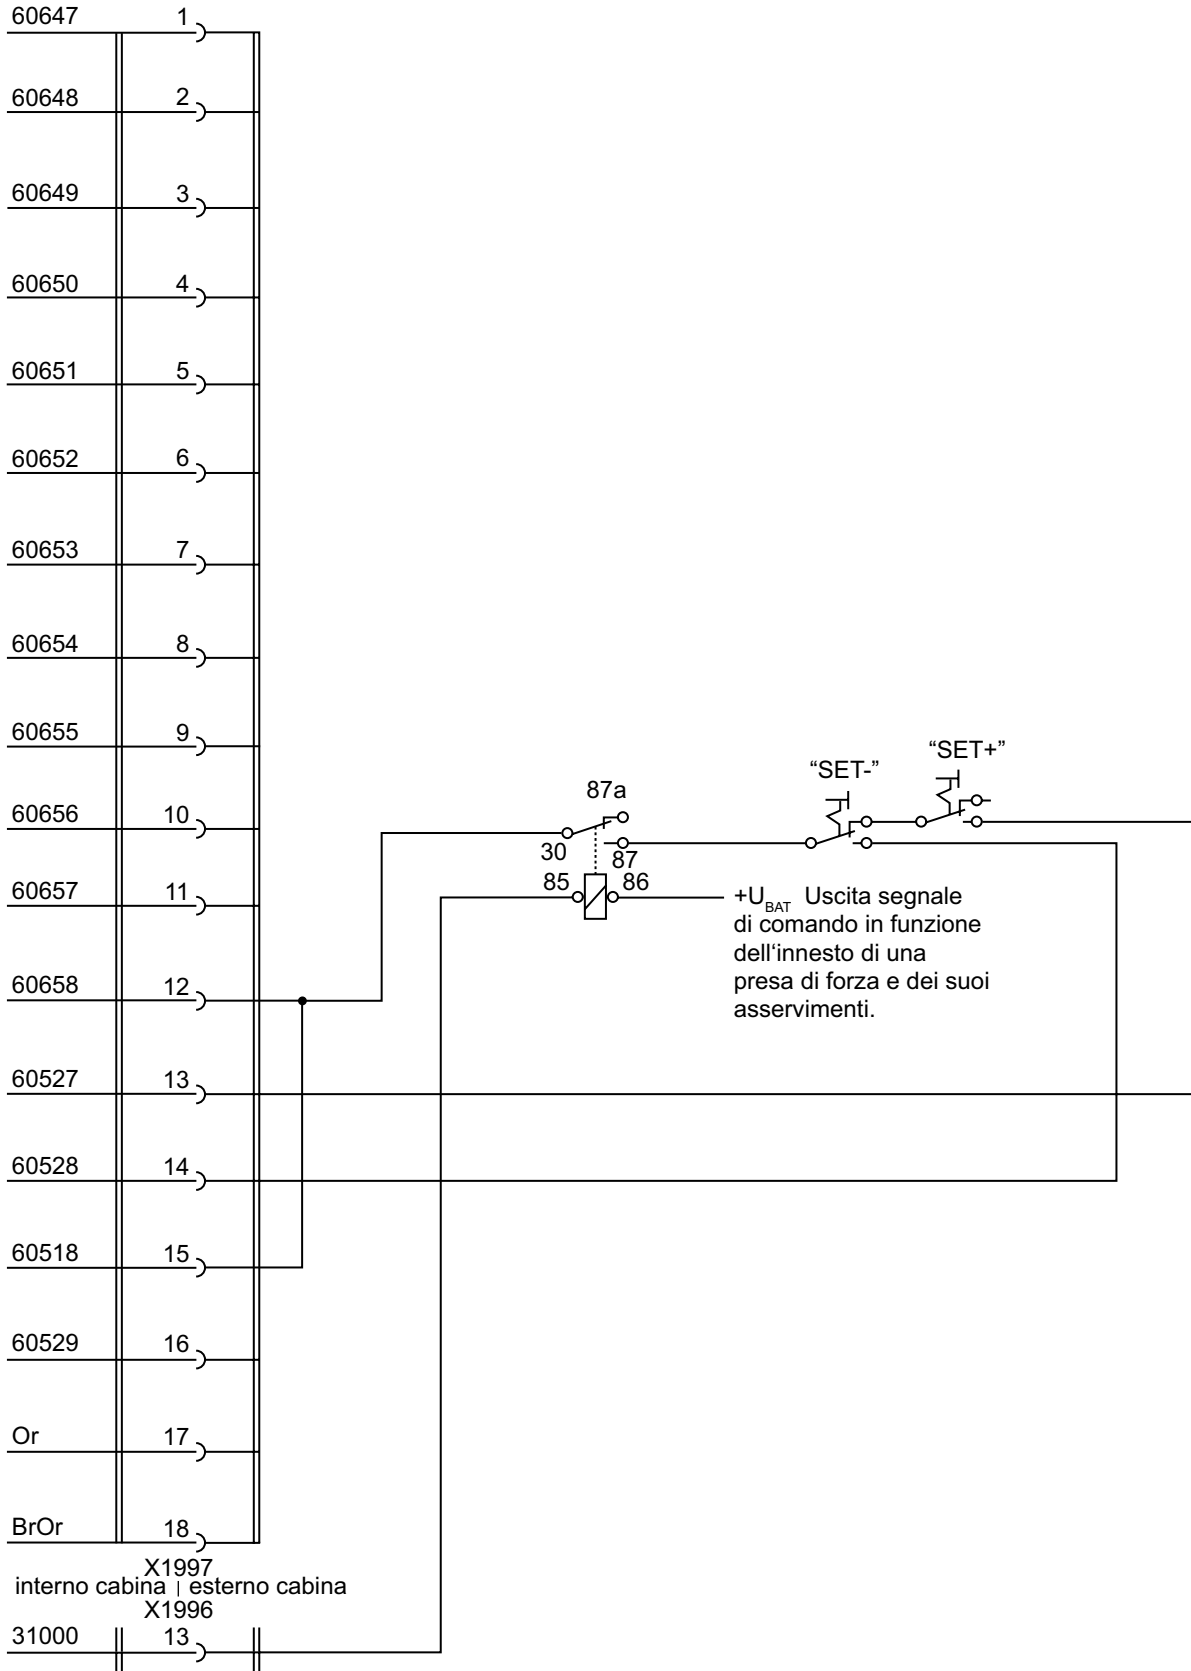 60647 1
60648 2
60649 3
60650 4
60651 5
60652 6
60653 7
60654 8
60655 9
“SET-” “SET+”
60656 10
87a
30 87
60657 11
85 86
+UBAT Uscita segnale
di comando in funzione
dell‘innesto di una
presa di forza e dei suoi
asservimenti.
60658 12
60527 13
60528 14
60518 15
60529 16
Or 17
BrOr 18
X1997
interno cabina | esterno cabina
X1996
31000 13